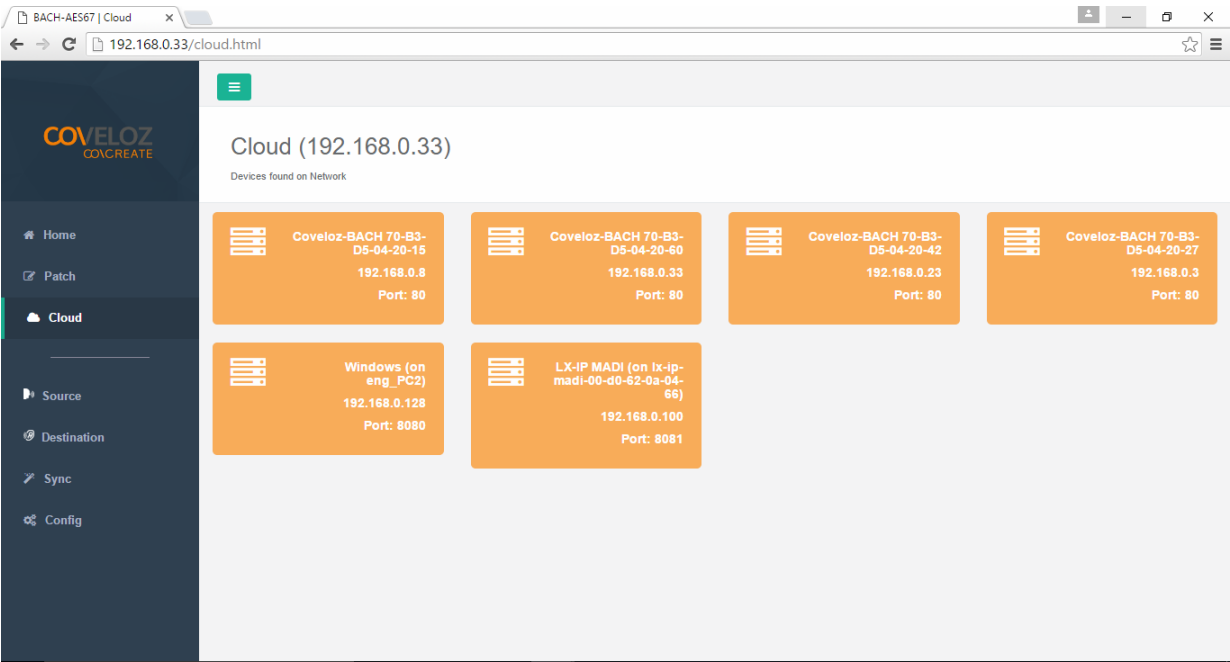 BACH-AES67 | Cloud
192.168.0.33/cloud.html
COVELOZ
CO\CREATE
Home
Patch
Cloud
Source
Destination
Sync
Config
Cloud (192.168.0.33)
Devices found on Network
Coveloz-BACH 70-B3-
D5-04-20-15
192.168.0.8
Port: 80
Coveloz-BACH 70-B3-
D5-04-20-60
192.168.0.33
Port: 80
Coveloz-BACH 70-B3-
D5-04-20-42
192.168.0.23
Port: 80
Coveloz-BACH 70-B3-
D5-04-20-27
192.168.0.3
Port: 80
Windows (on
eng_PC2)
192.168.0.128
Port: 8080
LX-IP MADI (on lx-ip-
madi-00-d0-62-0a-04-
66)
192.168.0.100
Port: 8081